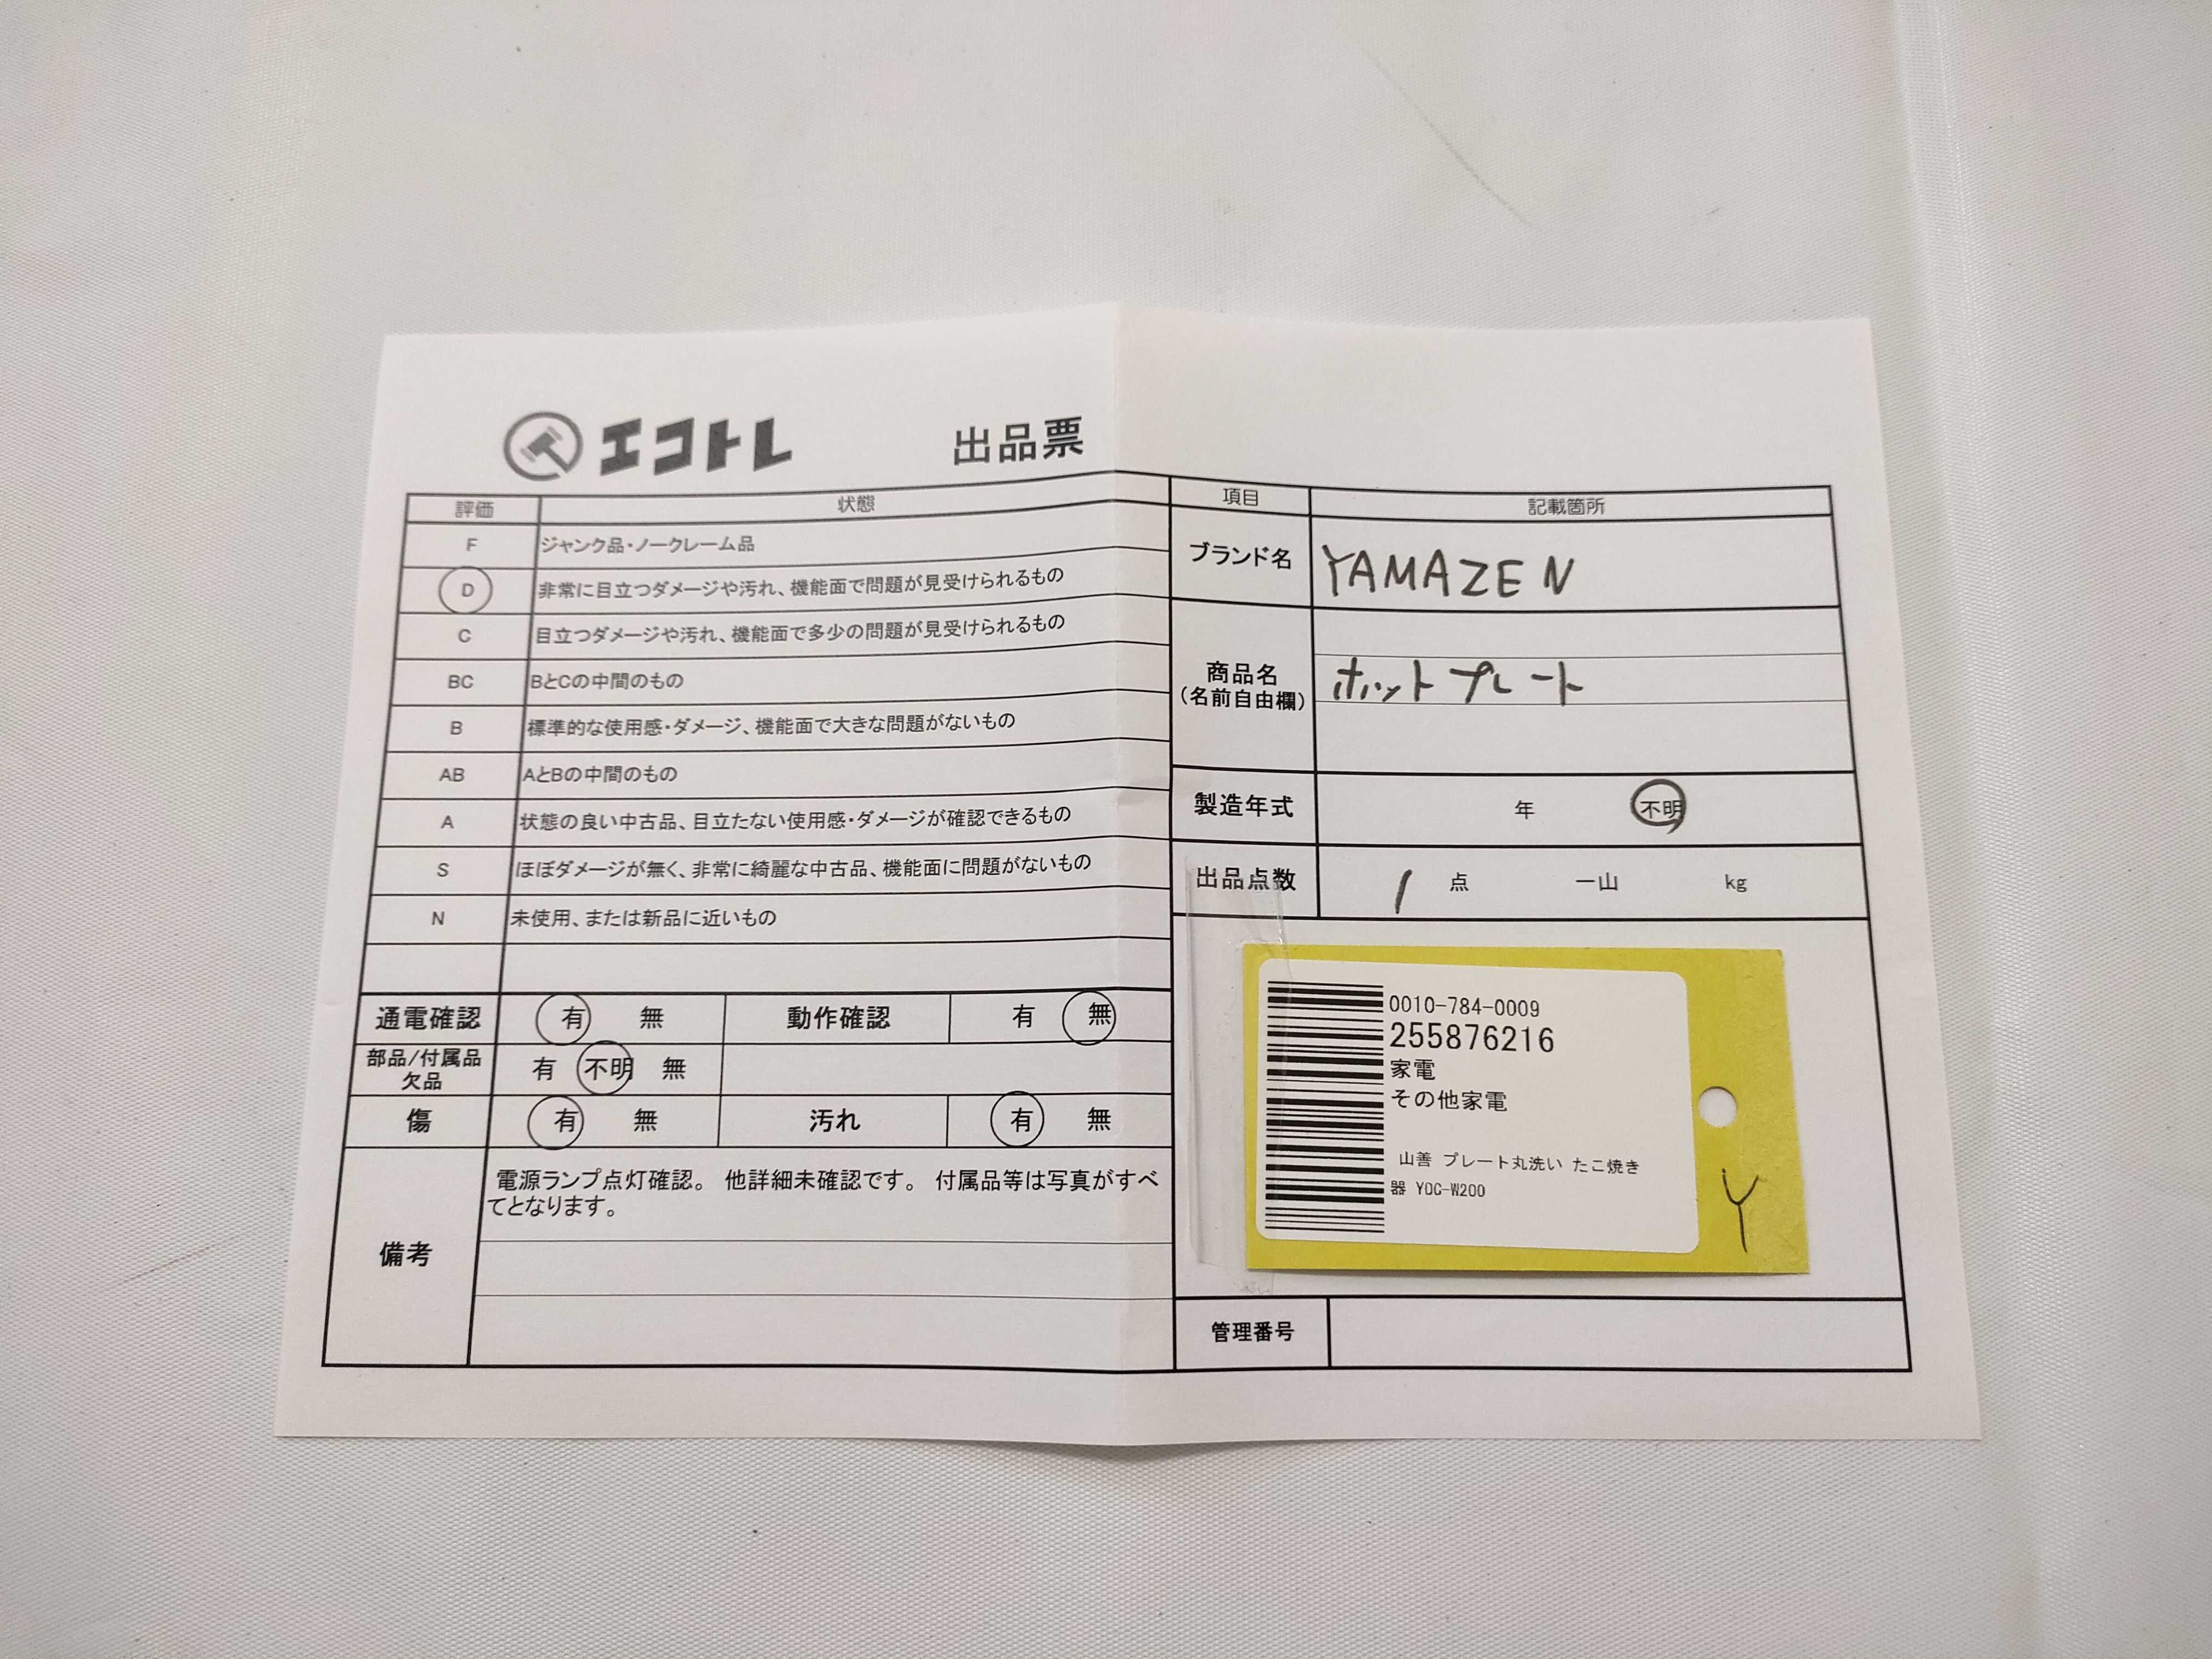 エコトレ 出品票
評価 状態
F ジャンク品・ノークレーム品
D 非常に目立つダメージや汚れ、機能面で問題が見受けられるもの
C 目立つダメージや汚れ、機能面で多少の問題が見受けられるもの
BC BとCの中間のもの
B 標準的な使用感・ダメージ、機能面で大きな問題がないもの
AB AとBの中間のもの
A 状態の良い中古品、目立たない使用感・ダメージが確認できるもの
S ほぼダメージが無く、非常に綺麗な中古品、機能面に問題がないもの
N 未使用、または新品に近いもの
通電確認 有 無 動作確認 有 無
部品/付属品
欠品 有 不明 無
傷 有 無 汚れ 有 無
備考
電源ランプ点灯確認。 他詳細未確認です。 付属品等は写真がすべ
てとなります。
項目 記載箇所
ブランド名 YAMAZEN
商品名
(名前自由欄)
ホットプレート
製造年式 年 不明
出品点数 1 点 一山 kg
0010-784-0009
255876216
家電
その他家電
山善 プレート丸洗い たこ焼き
器 YOC-W200
Y
管理番号